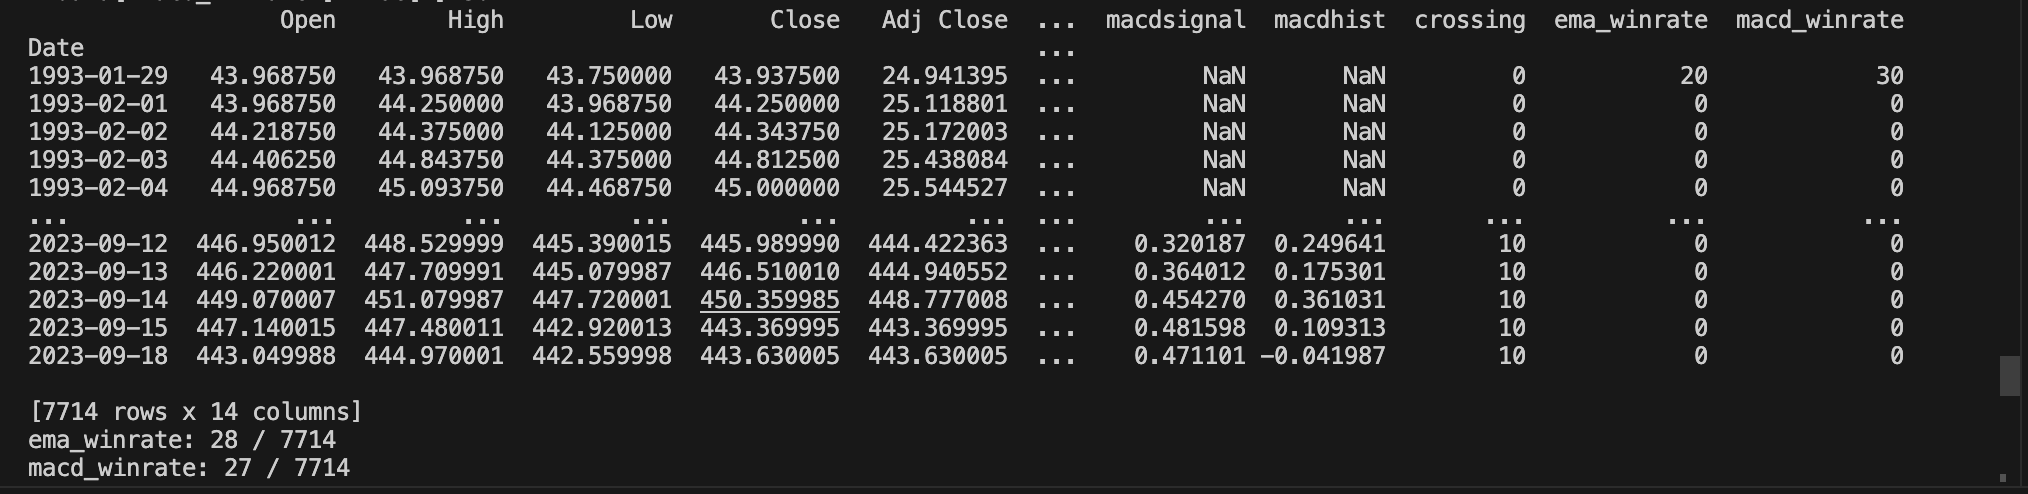 Open High Low Close Adj Close ... macdsignal macdhist crossing ema_winrate macd_winrate
Date ...
1993-01-29 43.968750 43.968750 43.750000 43.937500 24.941395 ... NaN NaN 0 20 30
1993-02-01 43.968750 44.250000 43.968750 44.250000 25.118801 ... NaN NaN 0 0 0
1993-02-02 44.218750 44.375000 44.125000 44.343750 25.172003 ... NaN NaN 0 0 0
1993-02-03 44.406250 44.843750 44.375000 44.812500 25.438084 ... NaN NaN 0 0 0
1993-02-04 44.968750 45.093750 44.468750 45.000000 25.544527 ... NaN NaN 0 0 0
... ... ... ... ... ... ... ... ... ... ... ...
2023-09-12 446.950012 448.529999 445.390015 445.989990 444.422363 ... 0.320187 0.249641 10 0 0
2023-09-13 446.220001 447.709991 445.079987 446.510010 444.940552 ... 0.364012 0.175301 10 0 0
2023-09-14 449.070007 451.079987 447.720001 450.359985 448.777008 ... 0.454270 0.361031 10 0 0
2023-09-15 447.140015 447.480011 442.920013 443.369995 443.369995 ... 0.481598 0.109313 10 0 0
2023-09-18 443.049988 444.970001 442.559998 443.630005 443.630005 ... 0.471101 -0.041987 10 0 0
[7714 rows x 14 columns]
ema_winrate: 28 / 7714
macd_winrate: 27 / 7714